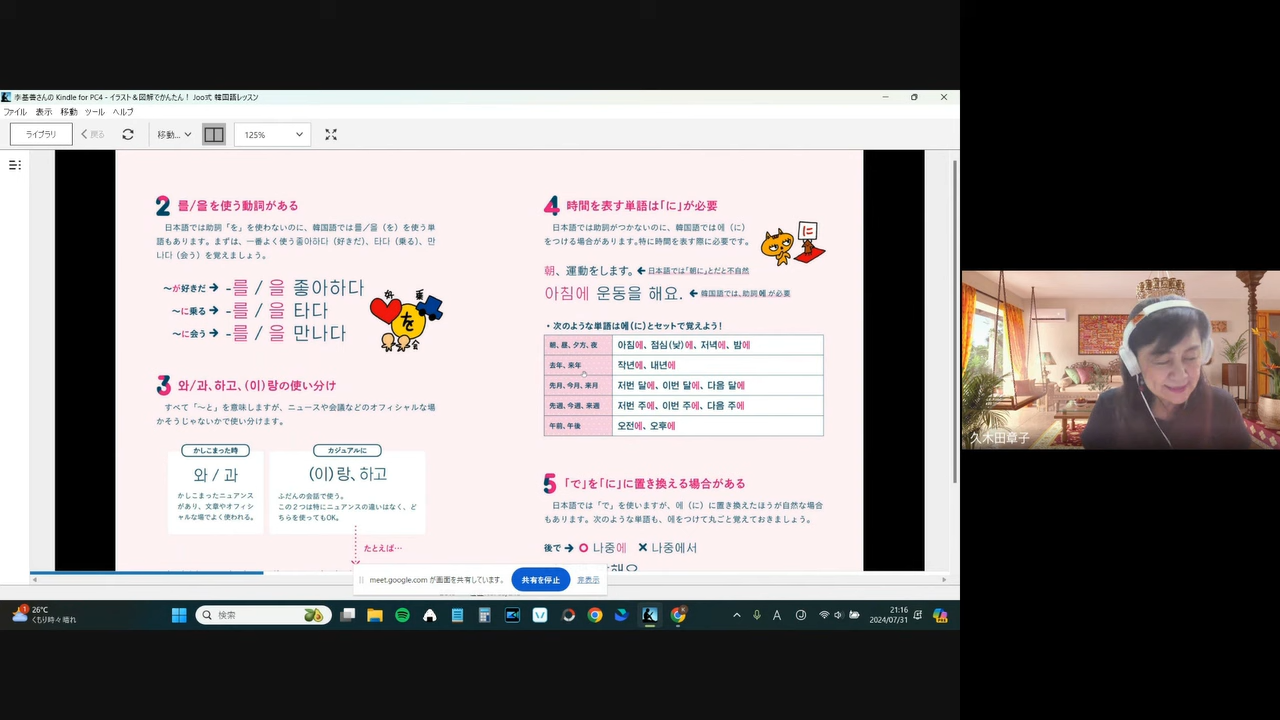 李基善さんの Kindle for PC4 - イラスト&図解でかんたん! Joo式 韓国語レッスン
ファイル 表示 移動 ツール ヘルプ
ライブラリ 戻る 移動... 125%
2 를/을を使う動詞がある
日本語では助詞「を」を使わないのに、韓国語では를/을(を)を使う単
語もあります。まずは、一番よく使う좋아하다(好きだ)、타다(乗る)、만
나다(会う)を覚えましょう。
〜が好きだ → -를 / 을 좋아하다
〜に乗る → -를 / 을 타다
〜に会う → -를 / 을 만나다
好 乗
を
3 와/과、하고、(이)랑の使い分け
すべて「〜と」を意味しますが、ニュースや会議などのオフィシャルな場
かそうじゃないかで使い分けます。
かしこまった時
와 / 과
かしこまったニュアンス
があり、文章やオフィシ
ャルな場でよく使われる。
カジュアルに
(이)랑、하고
ふだんの会話で使う。
この2つは特にニュアンスの違いはなく、ど
ちらを使ってもOK。
たとえば…
4 時間を表す単語は「に」が必要
日本語では助詞がつかないのに、韓国語では에(に)
をつける場合があります。特に時間を表す際に必要です。
に
朝、運動をします。 ← 日本語では「朝に」とだと不自然
아침에 운동을 해요. ← 韓国語では、助詞에が必要
・次のような単語は에(に)とセットで覚えよう!
朝、昼、夕方、夜 아침에、점심(낮)에、저녁에、밤에
去年、来年 작년에、내년에
先月、今月、来月 저번 달에、이번 달에、다음 달에
先週、今週、来週 저번 주에、이번 주에、다음 주에
午前、午後 오전에、오후에
5 「で」を「に」に置き換える場合がある
日本語では「で」を使いますが、에(に)に置き換えたほうが自然な場合
もあります。次のような単語も、에をつけて丸ごと覚えておきましょう。
後で → ○ 나중에 × 나중에서
meet.google.com が画面を共有しています。 共有を停止 非表示
26°C
くもり時々晴れ
検索
A
21:16
2024/07/31
久木田章子